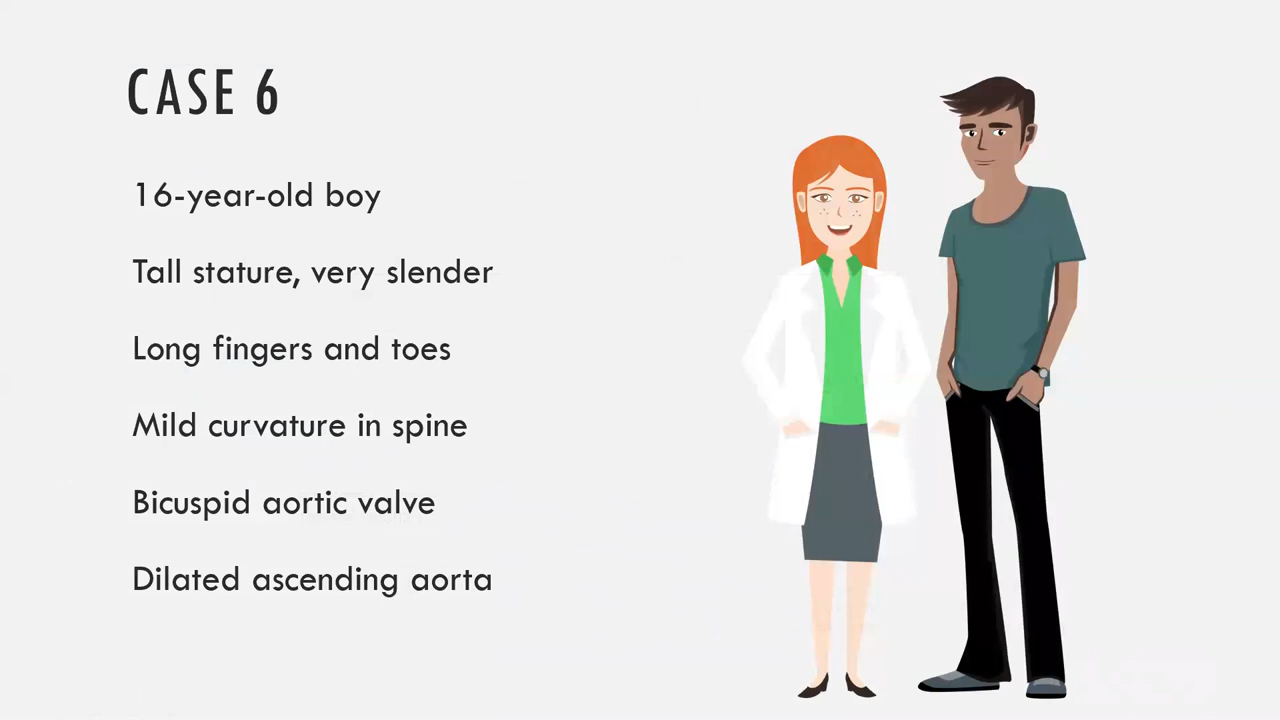 CASE 6
16-year-old boy
Tall stature, very slender
Long fingers and toes
Mild curvature in spine
Bicuspid aortic valve
Dilated ascending aorta